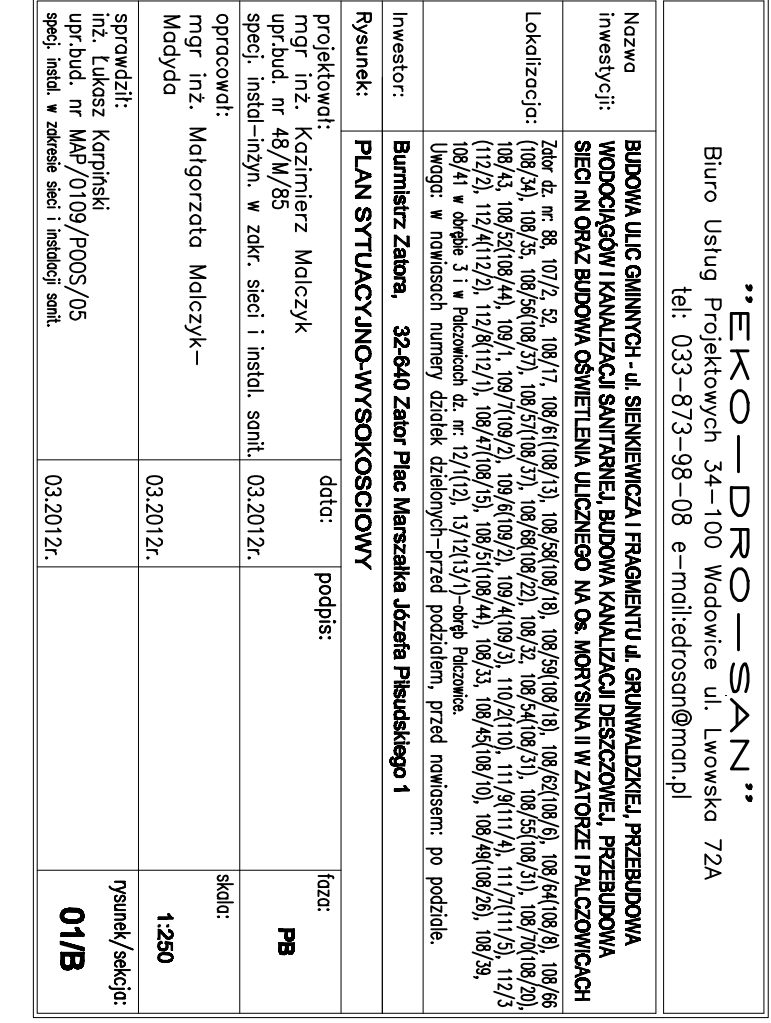 "EKO—DRO—SAN"
Biuro Usług Projektowych 34-100 Wadowice ul. Lwowska 72A
tel: 033-873-98-08 e-mail:edrosan@man.pl
Nazwa
inwestycji:
BUDOWA ULIC GMINNYCH - ul. SIENKIEWICZA I FRAGMENTU ul. GRUNWALDZKIEJ, PRZEBUDOWA
WODOCIĄGÓW I KANALIZACJI SANITARNEJ, BUDOWA KANALIZACJI DESZCZOWEJ, PRZEBUDOWA
SIECI nN ORAZ BUDOWA OŚWIETLENIA ULICZNEGO NA Os. MORYSINA II W ZATORZE I PALCZOWICACH
Lokalizacja:
Zator dz. nr: 88, 107/2, 52, 108/17, 108/61(108/13), 108/58(108/18), 108/59(108/18), 108/62(108/6), 108/64(108/8), 108/66
(108/34), 108/35, 108/56(108/37), 108/57(108/37), 108/68(108/22), 108/32, 108/54(108/31), 108/55(108/31), 108/70(108/20),
108/43, 108/52(108/44), 109/1, 109/7(109/2), 109/6(109/2), 109/4(109/3), 110/2(110), 111/9(111/4), 111/7(111/5), 112/3
(112/2), 112/4(112/2), 112/8(112/1), 108/47(108/15), 108/51(108/44), 108/33, 108/45(108/10), 108/49(108/26), 108/39,
108/41 w obrębie 3 i w Palczowicach dz. nr: 12/1(12), 13/12(13/1)-obręb Palczowice.
Uwaga: w nawiasach numery działek dzielonych-przed podziałem, przed nawiasem: po podziale.
Inwestor:
Burmistrz Zatora, 32-640 Zator Plac Marszałka Józefa Piłsudskiego 1
Rysunek:
PLAN SYTUACYJNO-WYSOKOSCIOWY
projektował:
mgr inż. Kazimierz Malczyk
upr.bud. nr 48/M/85
specj. instal-inżyn. w zakr. sieci i instal. sanit.
data:
03.2012r.
podpis:
faza:
PB
opracował:
mgr inż. Małgorzata Malczyk-
Madyda
03.2012r.
skala:
1:250
sprawdził:
inż. Łukasz Karpiński
upr.bud. nr MAP/0109/POOS/05
specj. instal. w zakresie sieci i instalacji sanit.
03.2012r.
rysunek/sekcja:
01/B